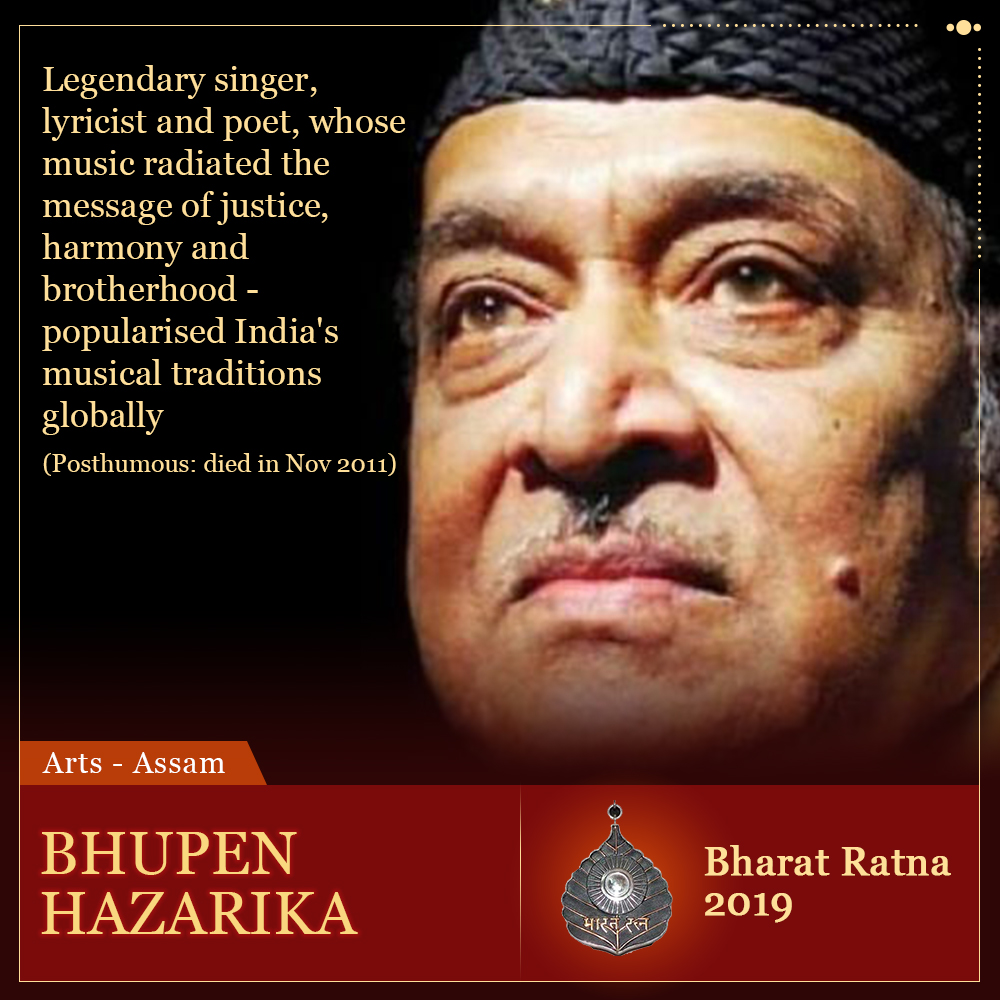 Legendary singer,
lyricist and poet, whose
music radiated the
message of justice,
harmony and
brotherhood -
popularised India's
musical traditions
globally
(Posthumous: died in Nov 2011)
Arts - Assam
BHUPEN
HAZARIKA
भारत रत्न
Bharat Ratna
2019